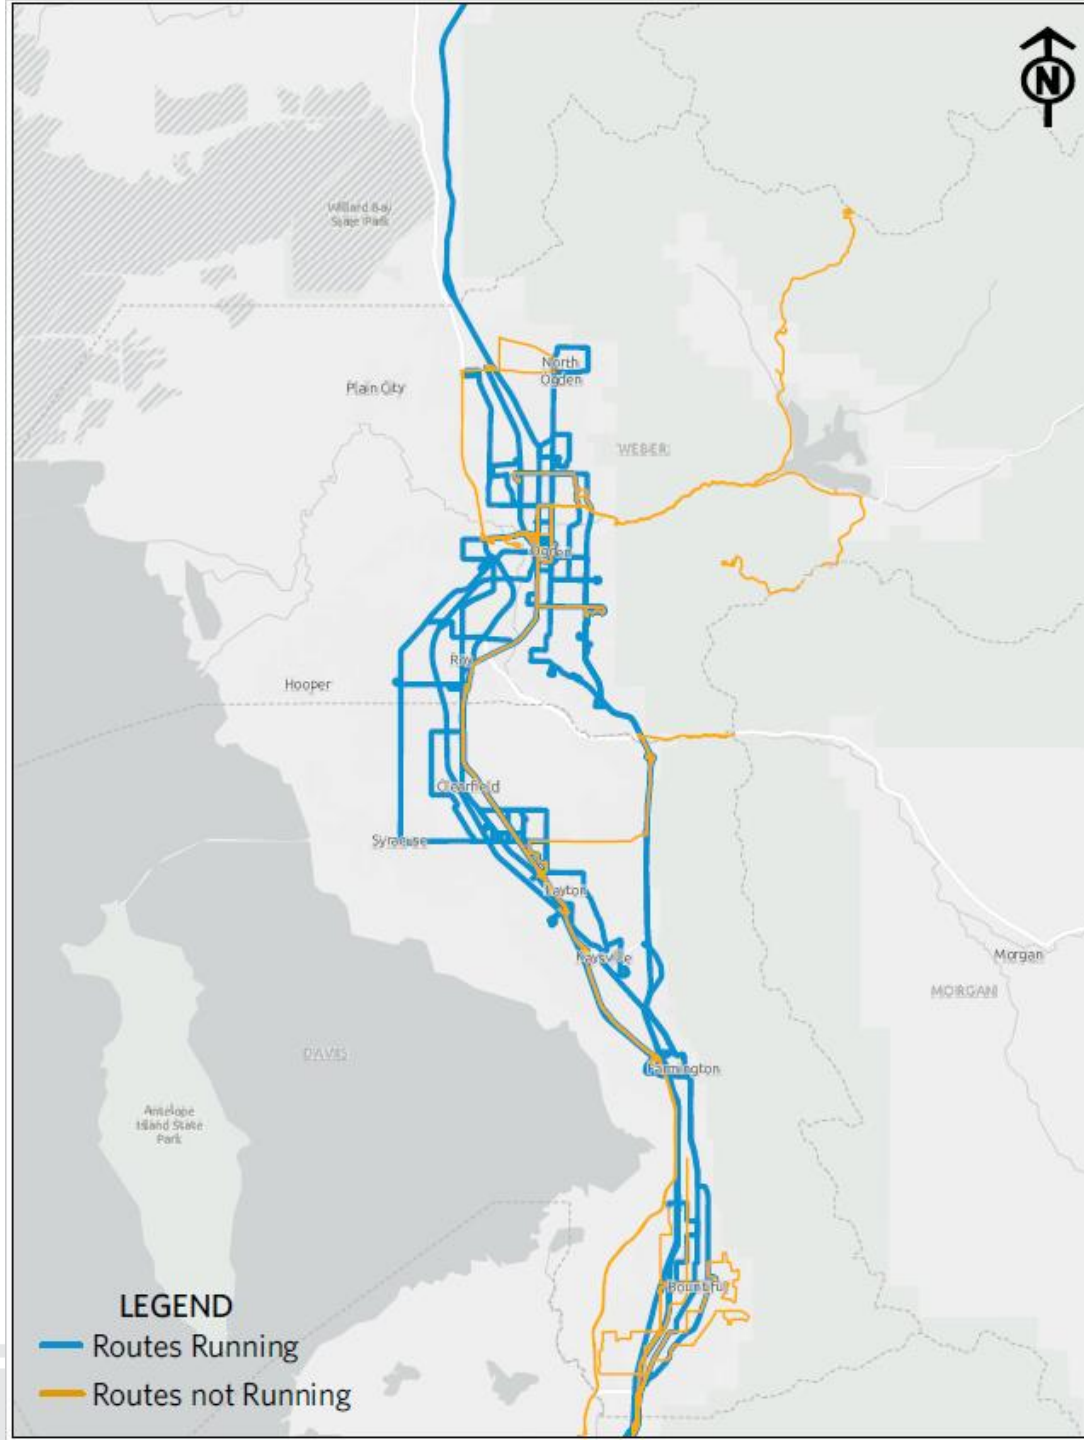 N
Willard Bay
State Park
North
Ogden
Plain City
WEBER
Ogden
Roy
Hooper
Clearfield
Syracuse
Layton
Kaysville
Morgan
MORGAN
DAVIS
Farmington
Antelope
Island State
Park
Bountiful
LEGEND
Routes Running
Routes not Running